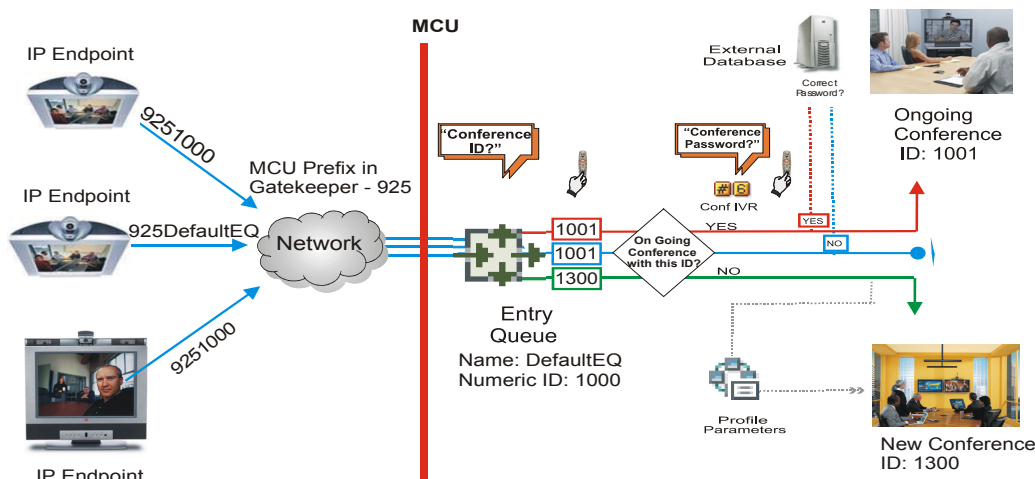 MCU
IP Endpoint
9251000
IP Endpoint
925DefaultEQ
9251000
IP Endpoint
MCU Prefix in
Gatekeeper - 925
Network
“Conference
ID?”
Entry
Queue
Name: DefaultEQ
Numeric ID: 1000
1001
1001
1300
“Conference
Password?”
# 6
Conf IVR
On Going
Conference
with this ID?
YES
NO
External
Database
Correct
Password?
YES
NO
Profile
Parameters
Ongoing
Conference
ID: 1001
New Conference
ID: 1300